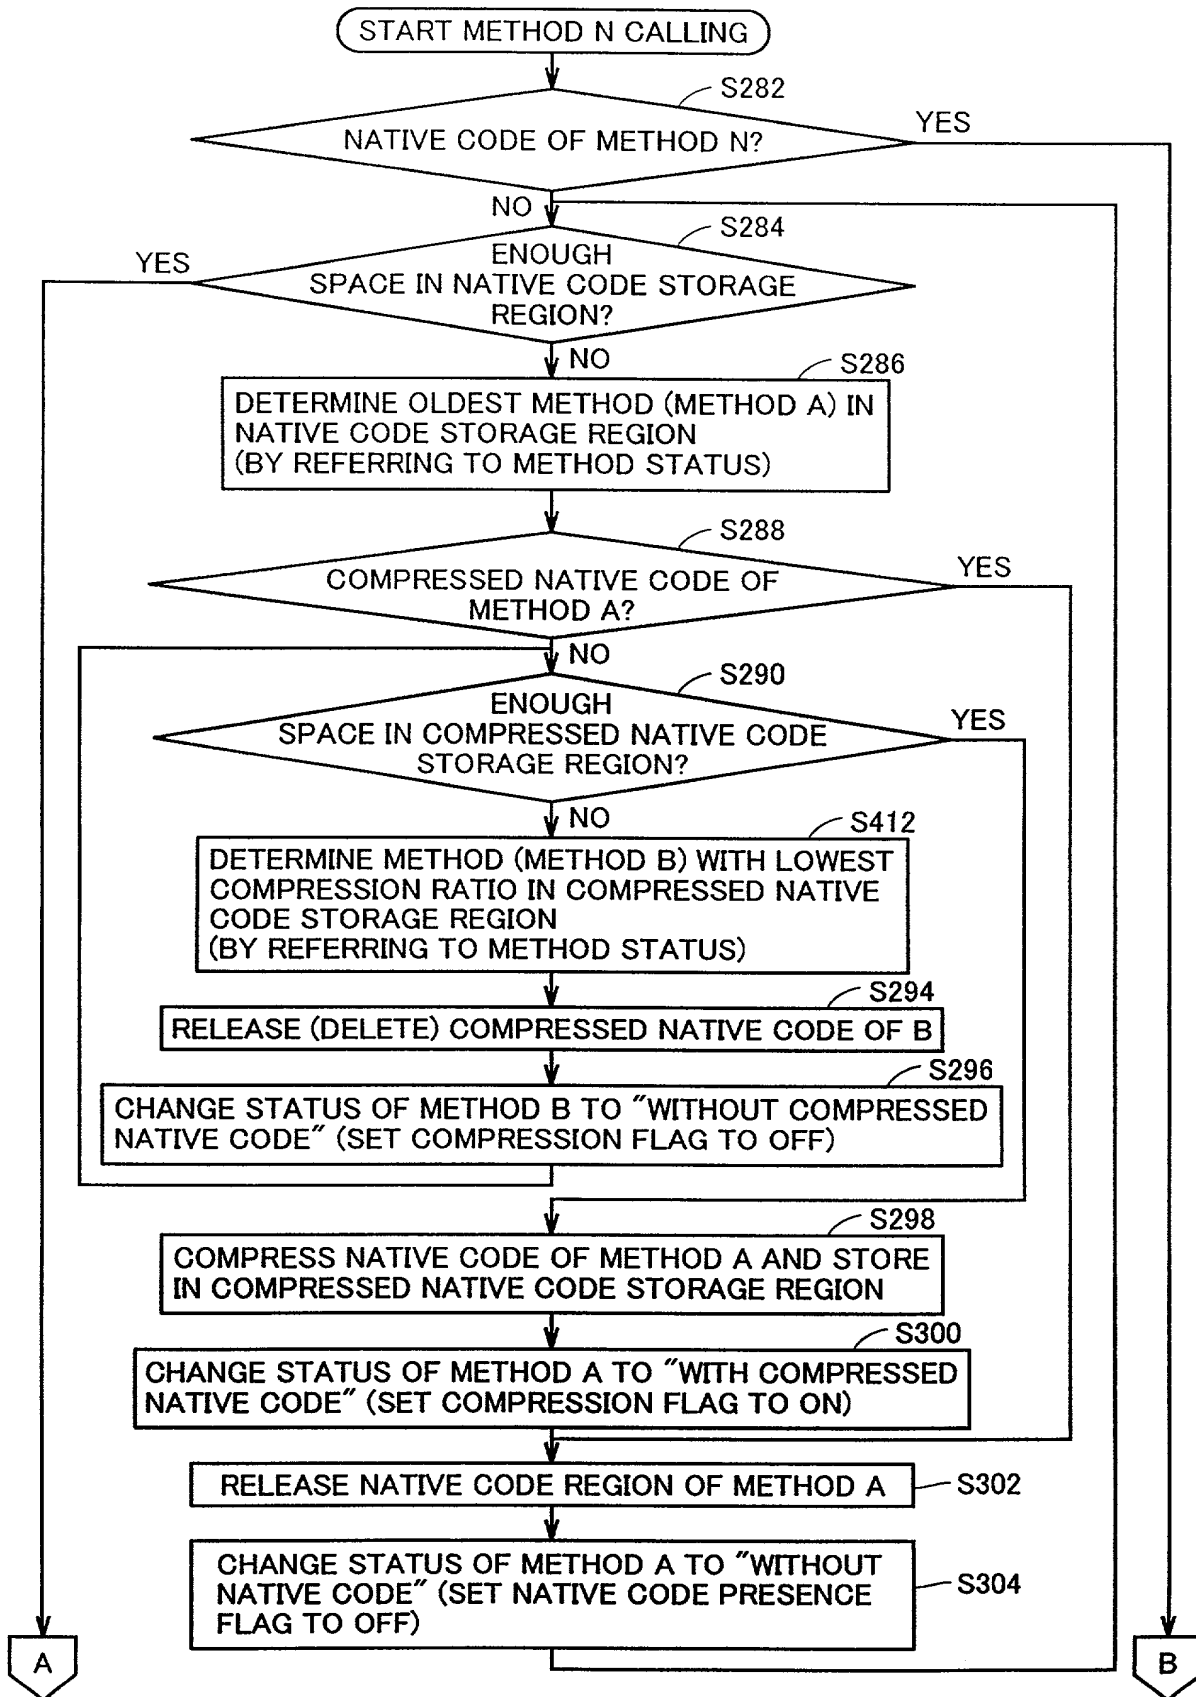 START METHOD N CALLING
S282
NATIVE CODE OF METHOD N?
YES
NO
S284
YES
ENOUGH
SPACE IN NATIVE CODE STORAGE
REGION?
NO
S286
DETERMINE OLDEST METHOD (METHOD A) IN
NATIVE CODE STORAGE REGION
(BY REFERRING TO METHOD STATUS)
S288
COMPRESSED NATIVE CODE OF
METHOD A?
YES
NO
S290
ENOUGH
SPACE IN COMPRESSED NATIVE CODE
STORAGE REGION?
YES
NO
S412
DETERMINE METHOD (METHOD B) WITH LOWEST
COMPRESSION RATIO IN COMPRESSED NATIVE
CODE STORAGE REGION
(BY REFERRING TO METHOD STATUS)
S294
RELEASE (DELETE) COMPRESSED NATIVE CODE OF B
S296
CHANGE STATUS OF METHOD B TO "WITHOUT COMPRESSED
NATIVE CODE" (SET COMPRESSION FLAG TO OFF)
S298
COMPRESS NATIVE CODE OF METHOD A AND STORE
IN COMPRESSED NATIVE CODE STORAGE REGION
S300
CHANGE STATUS OF METHOD A TO "WITH COMPRESSED
NATIVE CODE" (SET COMPRESSION FLAG TO ON)
RELEASE NATIVE CODE REGION OF METHOD A
S302
CHANGE STATUS OF METHOD A TO "WITHOUT
NATIVE CODE" (SET NATIVE CODE PRESENCE
FLAG TO OFF)
S304
A
B